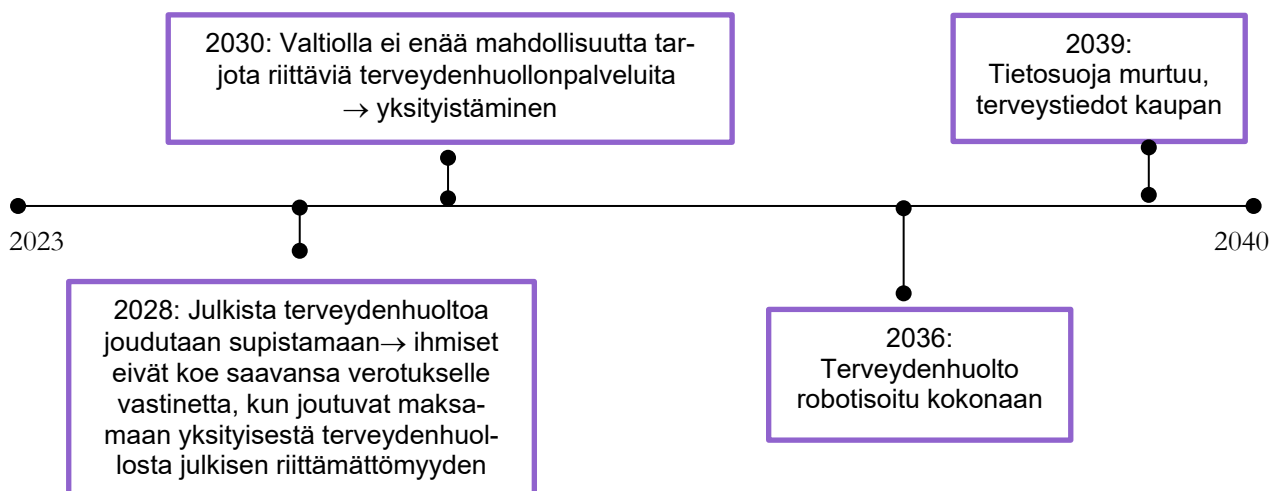 2030: Valtiolla ei enää mahdollisuutta tar-
jota riittäviä terveydenhuollonpalveluita
→ yksityistäminen
2039:
Tietosuoja murtuu,
terveystiedot kaupan
2023
2040
2028: Julkista terveydenhuoltoa
joudutaan supistamaan→ ihmiset
eivät koe saavansa verotukselle
vastinetta, kun joutuvat maksa-
maan yksityisestä terveydenhuol-
losta julkisen riittämättömyyden
2036:
Terveydenhuolto
robotisoitu kokonaan